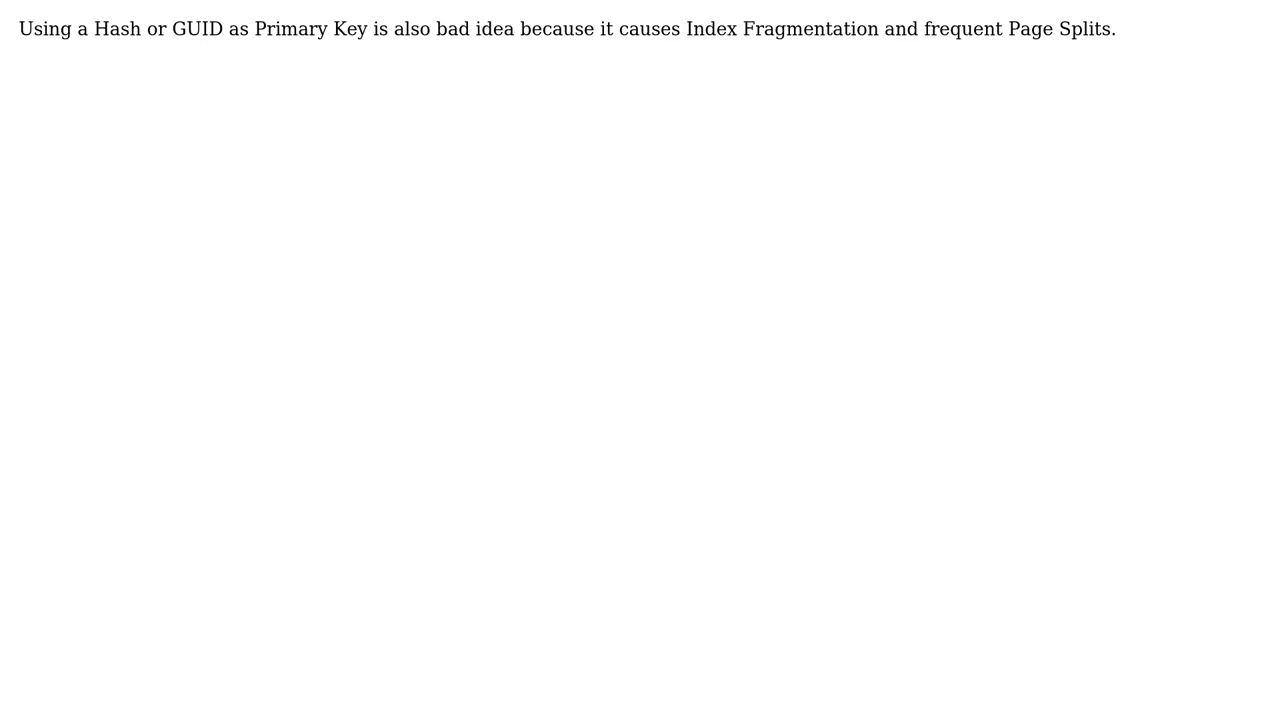 Using a Hash or GUID as Primary Key is also bad idea because it causes Index Fragmentation and frequent Page Splits.